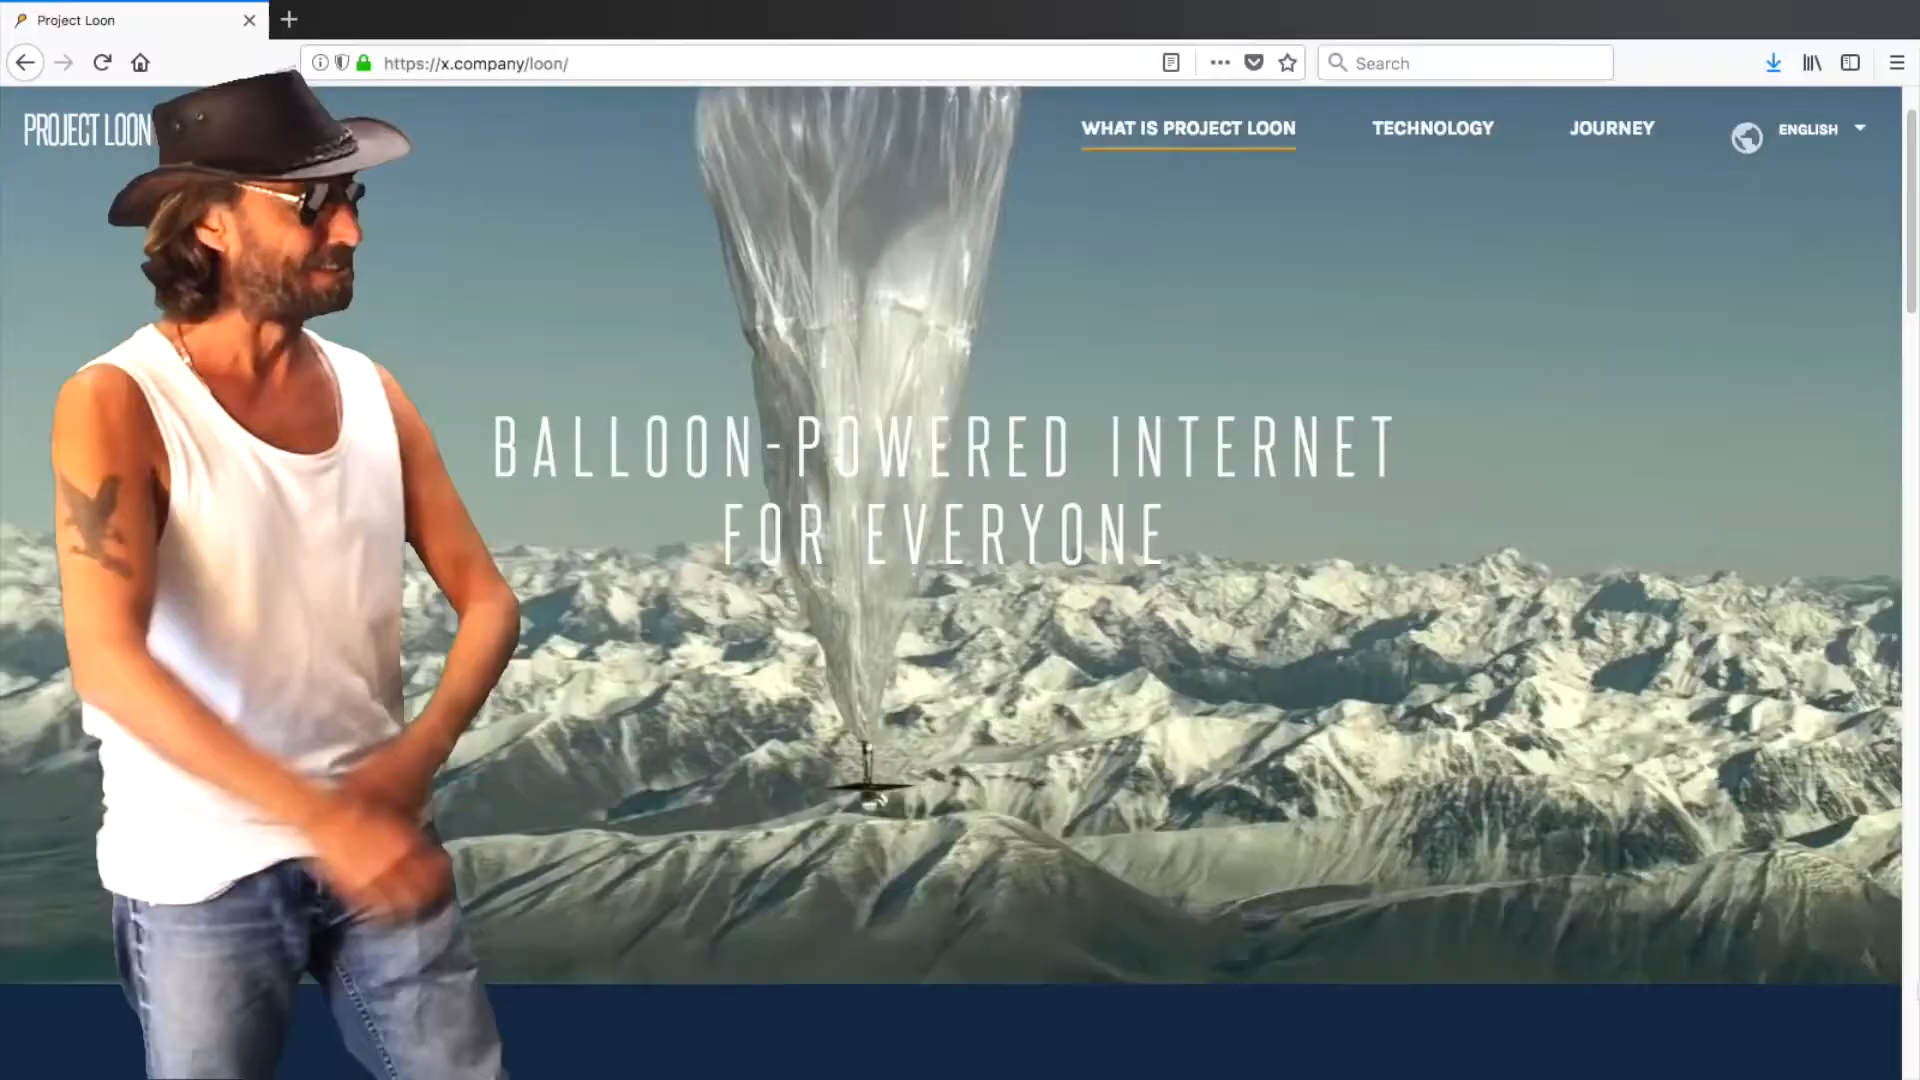 Project Loon
https://x.company/loon/
Search
PROJECT LOON
WHAT IS PROJECT LOON
TECHNOLOGY
JOURNEY
ENGLISH
BALLOON-POWERED INTERNET
FOR EVERYONE